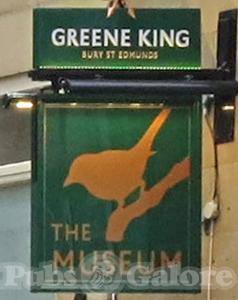 GREENE KING
BURY ST EDMUNDS
THE
MUSEUM
Pubs Galore